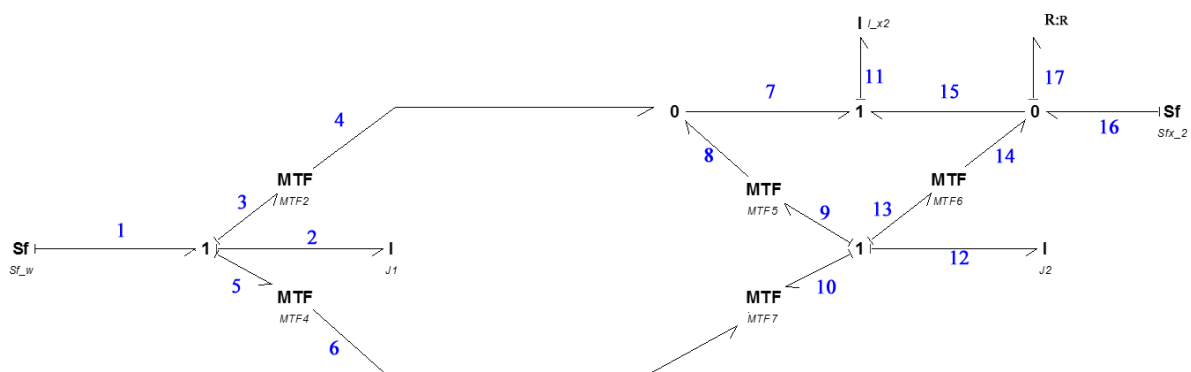 I I_x2
R:R
11
17
7
15
4
0
1
0
Sf
Sfx_2
16
8
14
MTF
MTF2
MTF
MTF5
MTF
MTF6
3
9
13
1
2
Sf
Sf_w
1
I
J1
1
12
I
J2
5
10
MTF
MTF4
MTF
MTF7
6